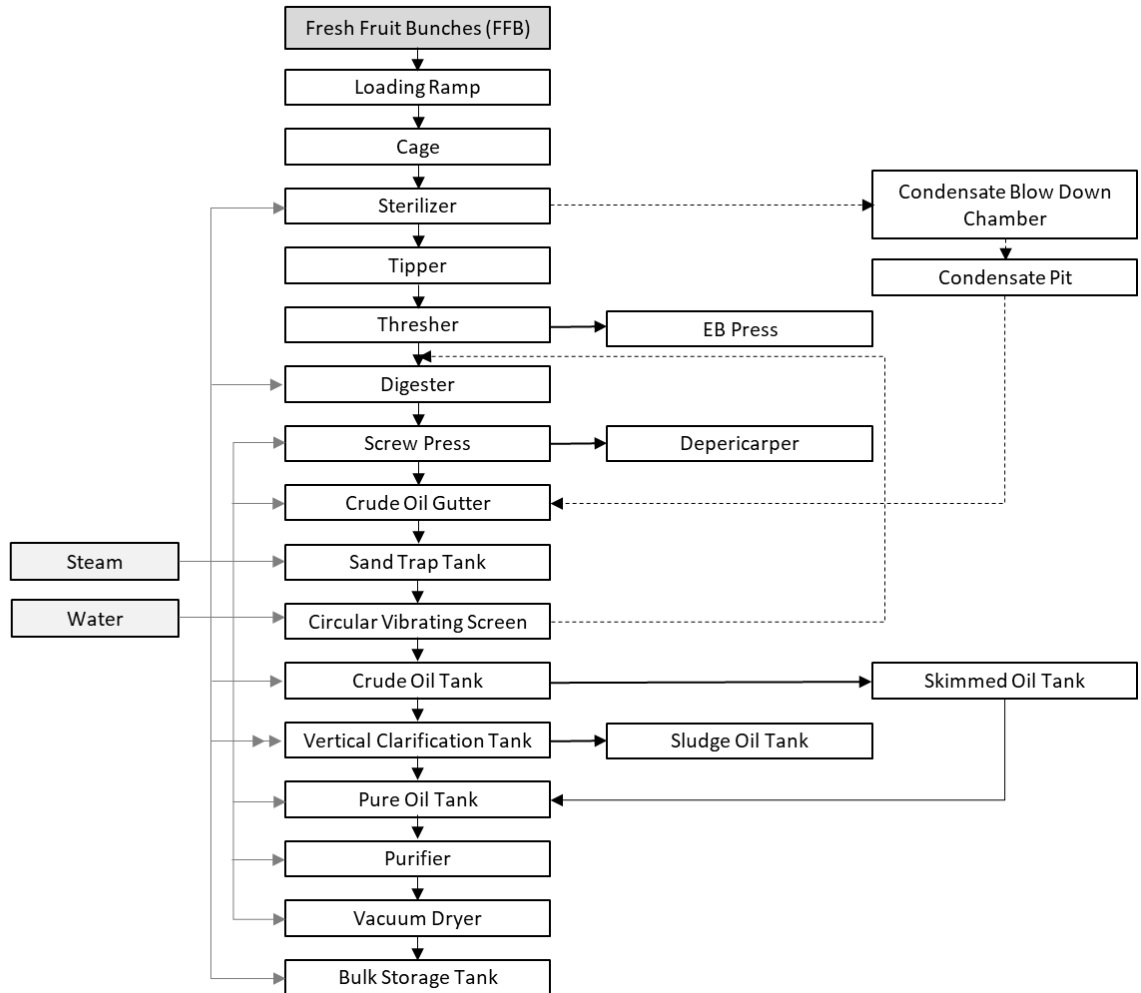 Fresh Fruit Bunches (FFB)
Loading Ramp
Cage
Sterilizer
Condensate Blow Down
Chamber
Tipper
Condensate Pit
Thresher
EB Press
Digester
Screw Press
Depericarper
Crude Oil Gutter
Steam
Sand Trap Tank
Water
Circular Vibrating Screen
Crude Oil Tank
Skimmed Oil Tank
Vertical Clarification Tank
Sludge Oil Tank
Pure Oil Tank
Purifier
Vacuum Dryer
Bulk Storage Tank